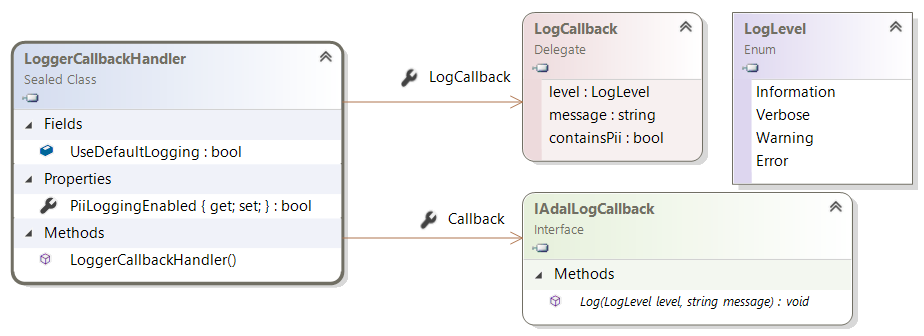 LoggerCallbackHandler
Sealed Class
Fields
UseDefaultLogging : bool
Properties
PiiLoggingEnabled { get; set; } : bool
Methods
LoggerCallbackHandler()
LogCallback
Callback
LogCallback
Delegate
level : LogLevel
message : string
containsPii : bool
LogLevel
Enum
Information
Verbose
Warning
Error
IAdalLogCallback
Interface
Methods
Log(LogLevel level, string message) : void